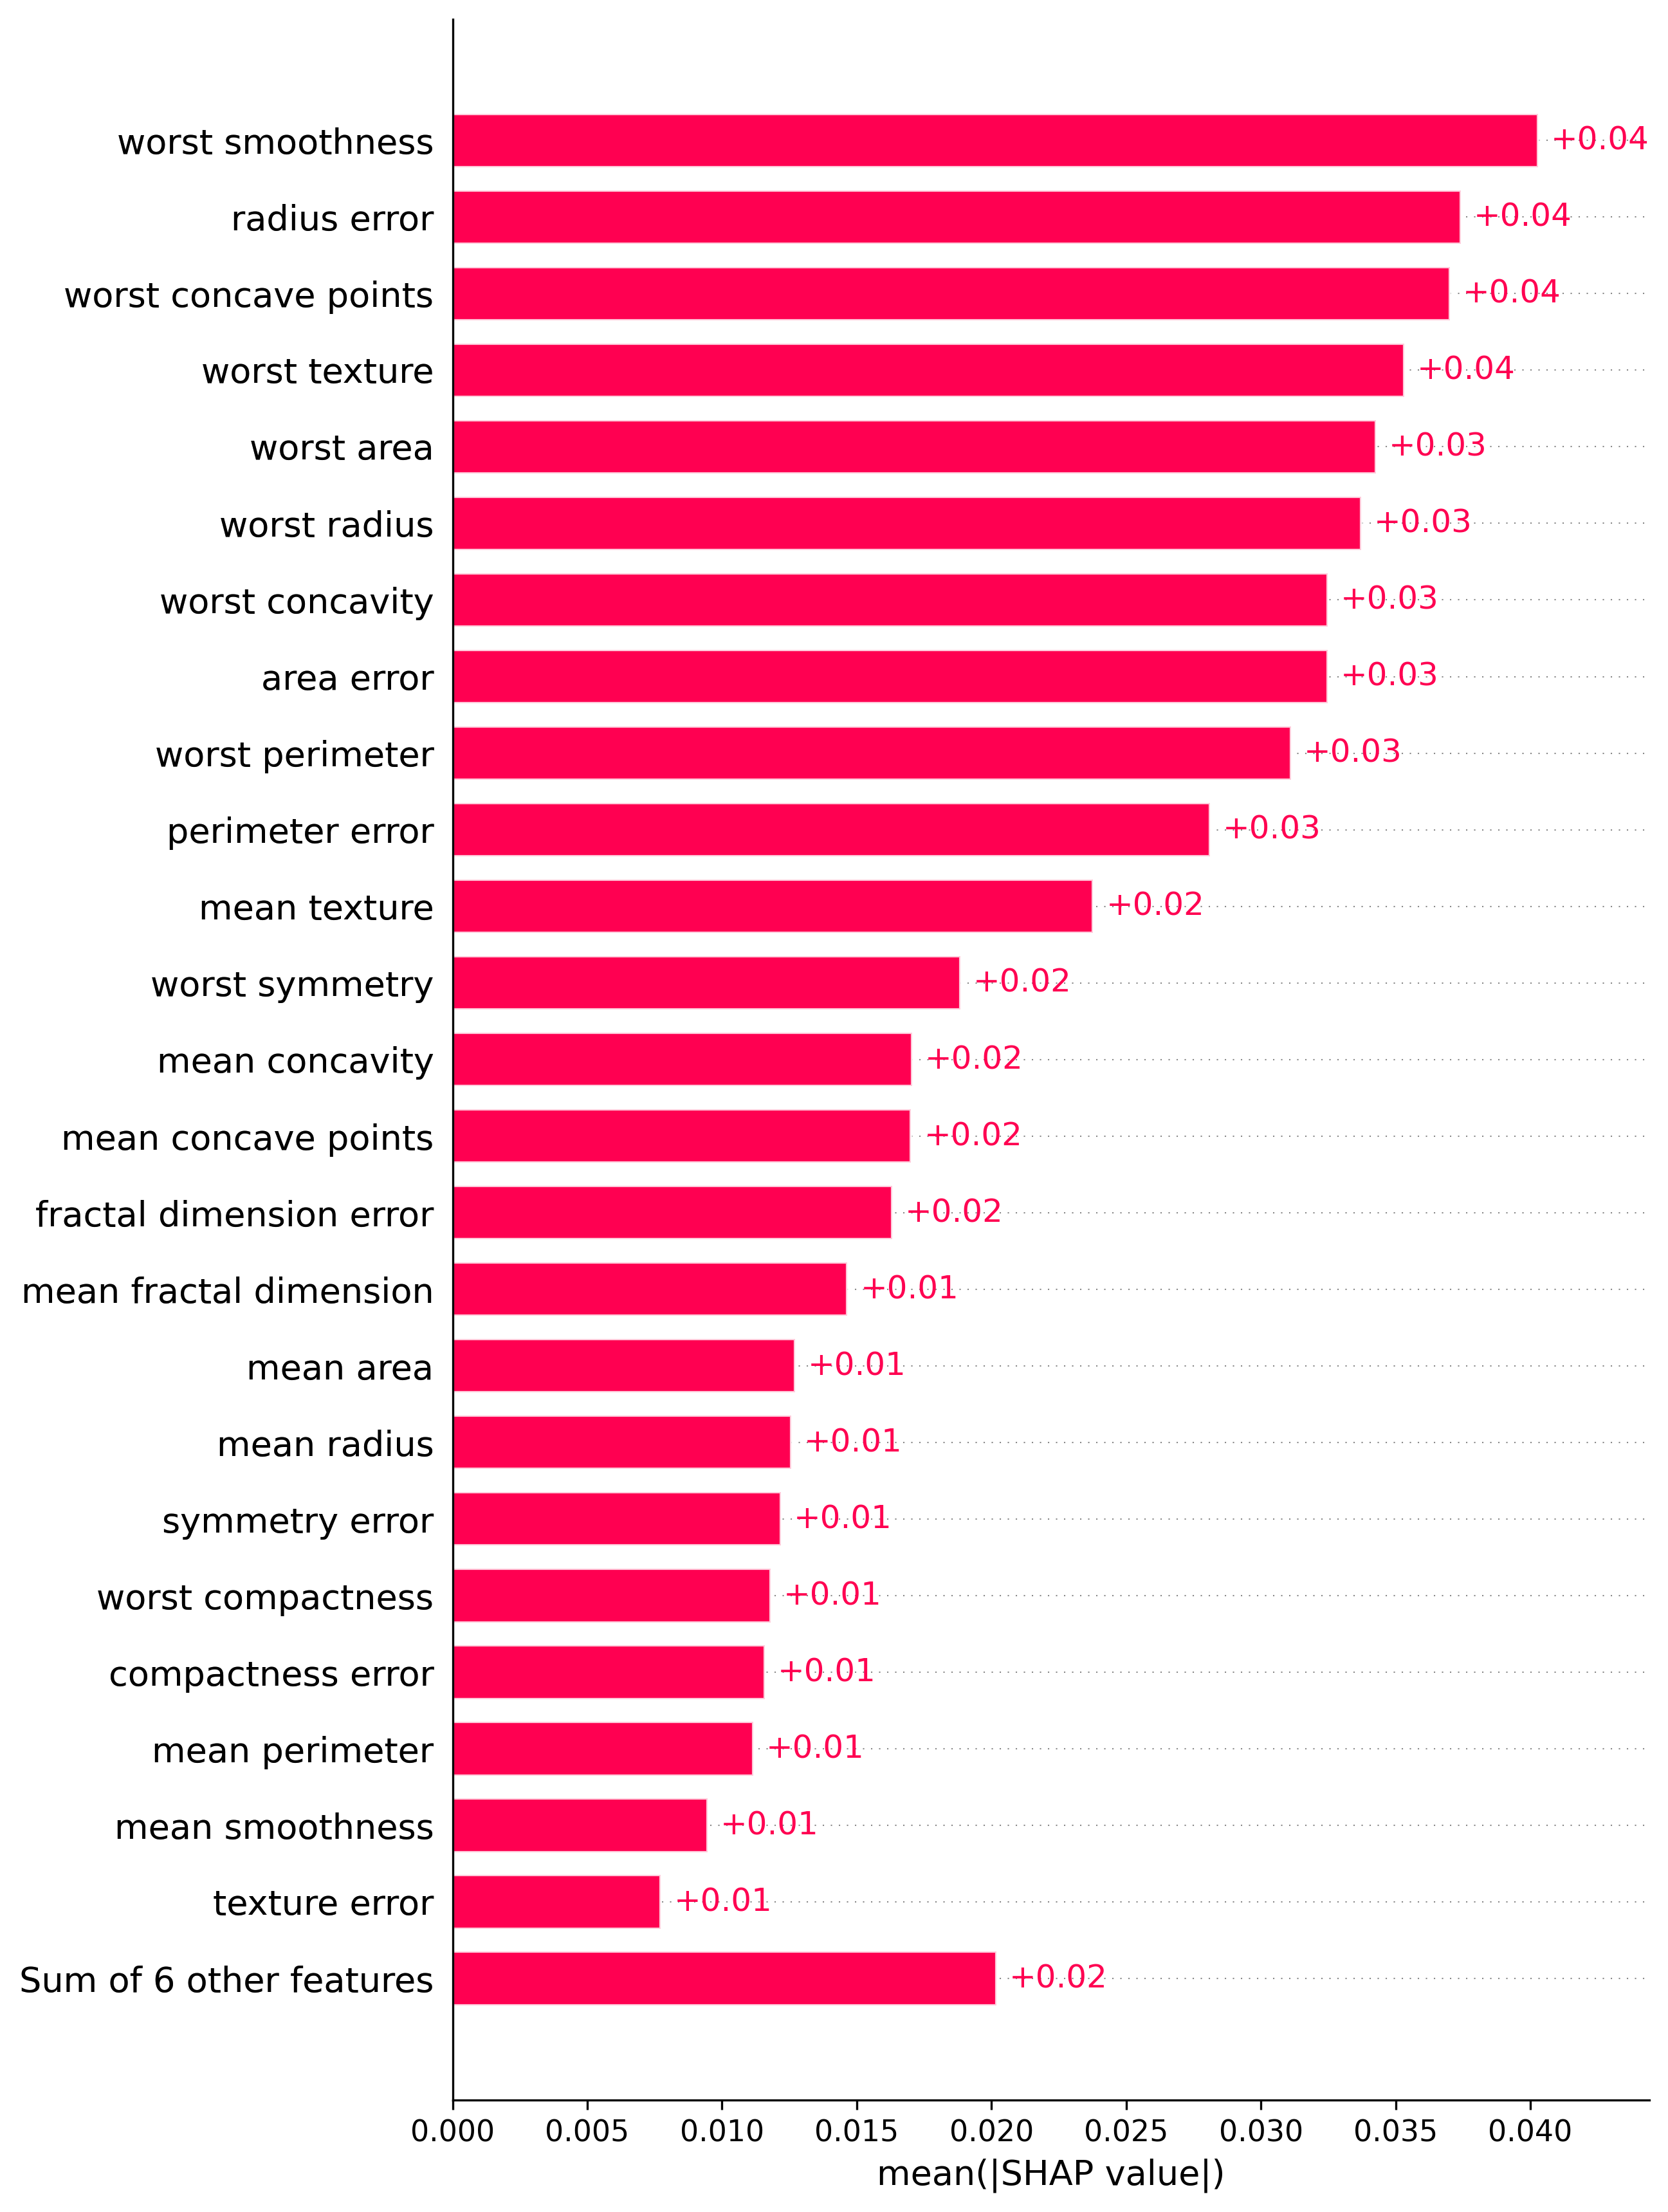 worst smoothness +0.04
radius error +0.04
worst concave points +0.04
worst texture +0.04
worst area +0.03
worst radius +0.03
worst concavity +0.03
area error +0.03
worst perimeter +0.03
perimeter error +0.03
mean texture +0.02
worst symmetry +0.02
mean concavity +0.02
mean concave points +0.02
fractal dimension error +0.02
mean fractal dimension +0.01
mean area +0.01
mean radius +0.01
symmetry error +0.01
worst compactness +0.01
compactness error +0.01
mean perimeter +0.01
mean smoothness +0.01
texture error +0.01
Sum of 6 other features +0.02
0.000 0.005 0.010 0.015 0.020 0.025 0.030 0.035 0.040
mean(|SHAP value|)